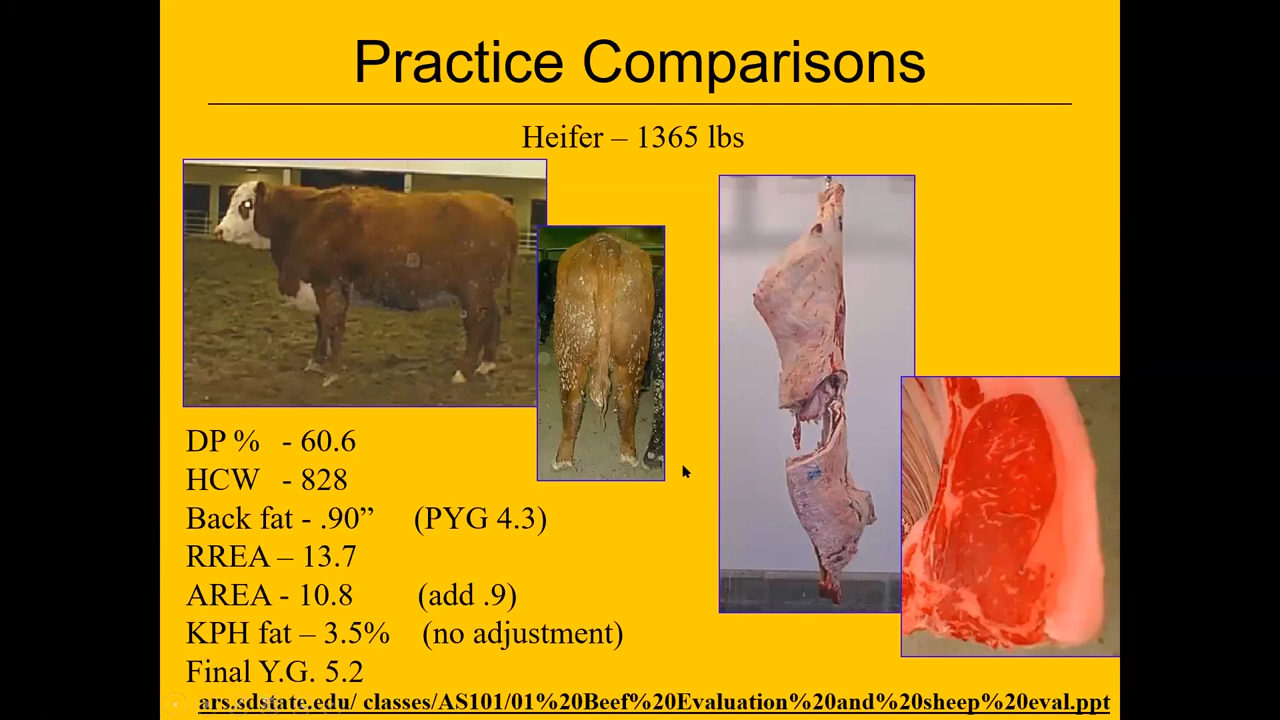 Practice Comparisons
Heifer – 1365 lbs
DP % - 60.6
HCW - 828
Back fat - .90” (PYG 4.3)
RREA – 13.7
AREA - 10.8 (add .9)
KPH fat – 3.5% (no adjustment)
Final Y.G. 5.2
ars.sdstate.edu/ classes/AS101/01%20Beef%20Evaluation%20and%20sheep%20eval.ppt